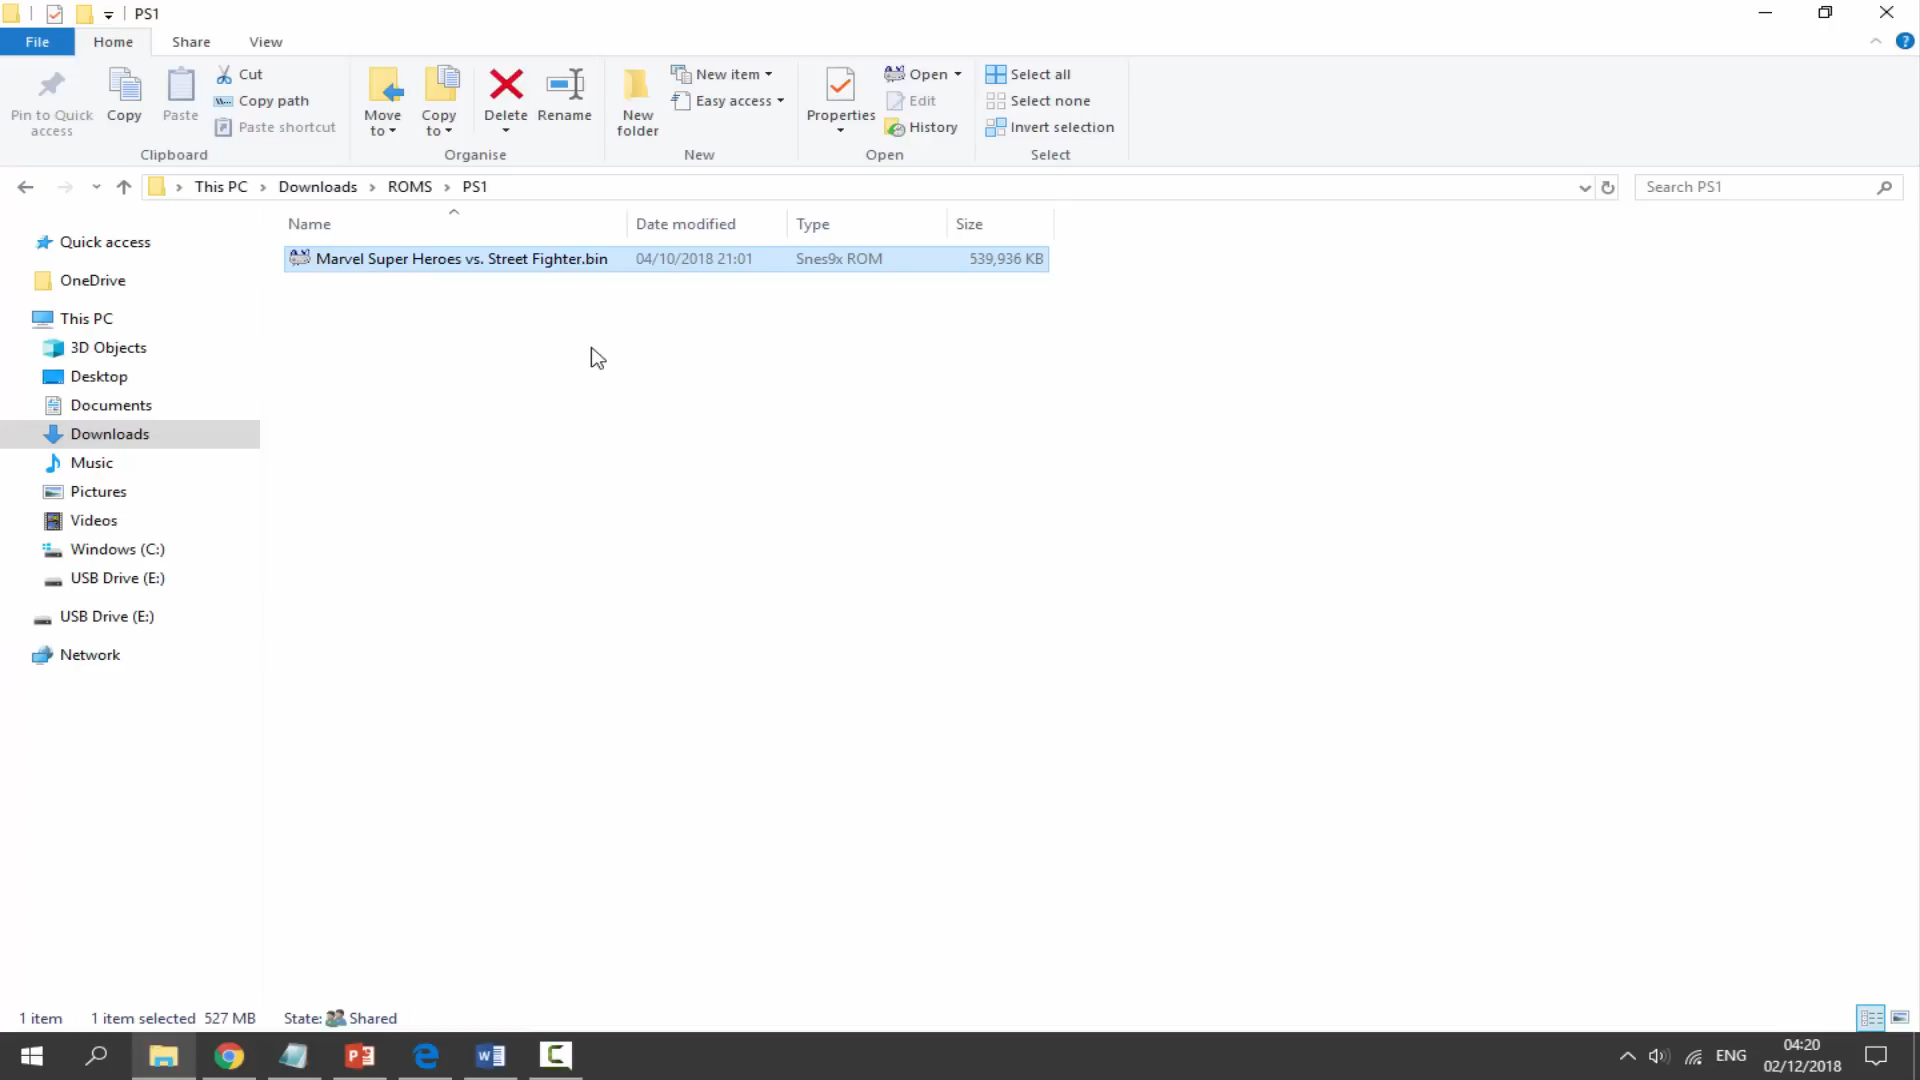 PS1
File Home Share View
Pin to Quick access
Copy
Paste
Cut
Copy path
Paste shortcut
Clipboard
Move to
Copy to
Delete
Rename
Organise
New folder
New item
Easy access
New
Properties
Open
Edit
History
Open
Select all
Select none
Invert selection
Select
This PC Downloads ROMS PS1
Search PS1
Name Date modified Type Size
Marvel Super Heroes vs. Street Fighter.bin 04/10/2018 21:01 Snes9x ROM 539,936 KB
Quick access
OneDrive
This PC
3D Objects
Desktop
Documents
Downloads
Music
Pictures
Videos
Windows (C:)
USB Drive (E:)
USB Drive (E:)
Network
1 item 1 item selected 527 MB State: Shared
ENG
04:20
02/12/2018